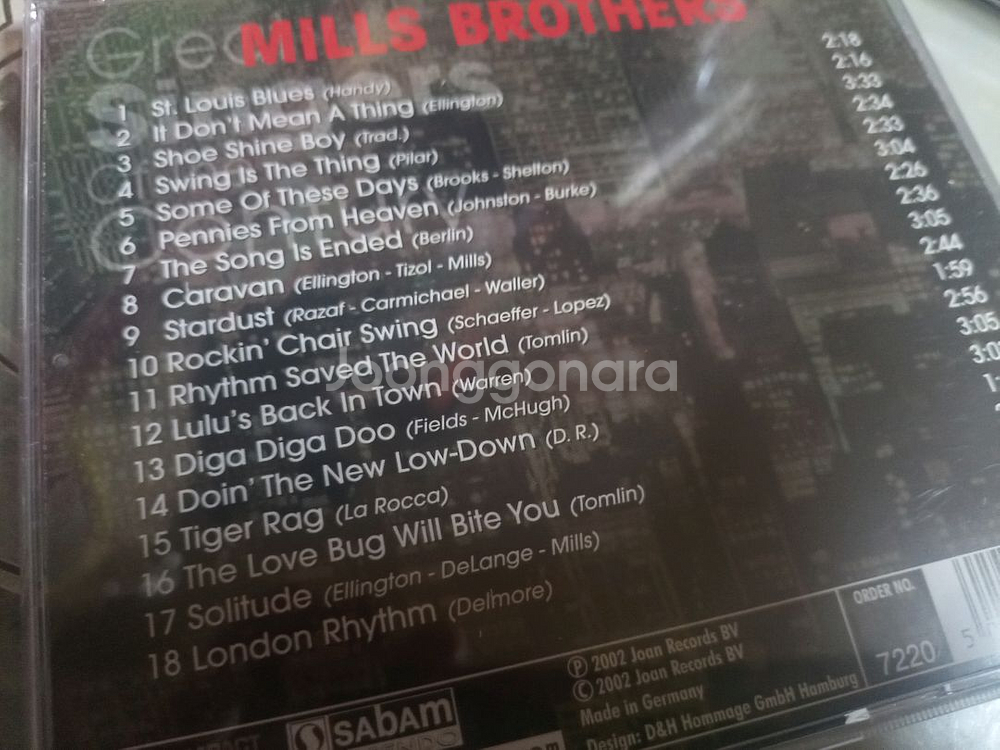 MILLS BROTHERS
Great
Singers
1 St. Louis Blues (Handy) 2:18
2 It Don't Mean A Thing (Ellington) 2:16
3 Shoe Shine Boy (Trad.) 3:33
4 Swing Is The Thing (Pilar) 2:34
5 Some Of These Days (Brooks - Shelton) 2:33
6 Pennies From Heaven (Johnston - Burke) 3:04
7 The Song Is Ended (Berlin) 2:26
8 Caravan (Ellington - Tizol - Mills) 2:36
9 Stardust (Razaf - Carmichael - Waller) 3:05
10 Rockin' Chair Swing (Schaeffer - Lopez) 2:44
11 Rhythm Saved The World (Tomlin) 1:59
12 Lulu's Back In Town (Warren) 2:56
13 Diga Diga Doo (Fields - McHugh) 3:05
14 Doin' The New Low-Down (D. R.)
15 Tiger Rag (La Rocca)
16 The Love Bug Will Bite You (Tomlin)
17 Solitude (Ellington - DeLange - Mills)
18 London Rhythm (Delmore)
Joonggonara
SABAM
Ⓟ 2002 Joan Records BV
© 2002 Joan Records BV
Made in Germany
Design: D&H Hommage GmbH Hamburg
ORDER NO.
7220
5